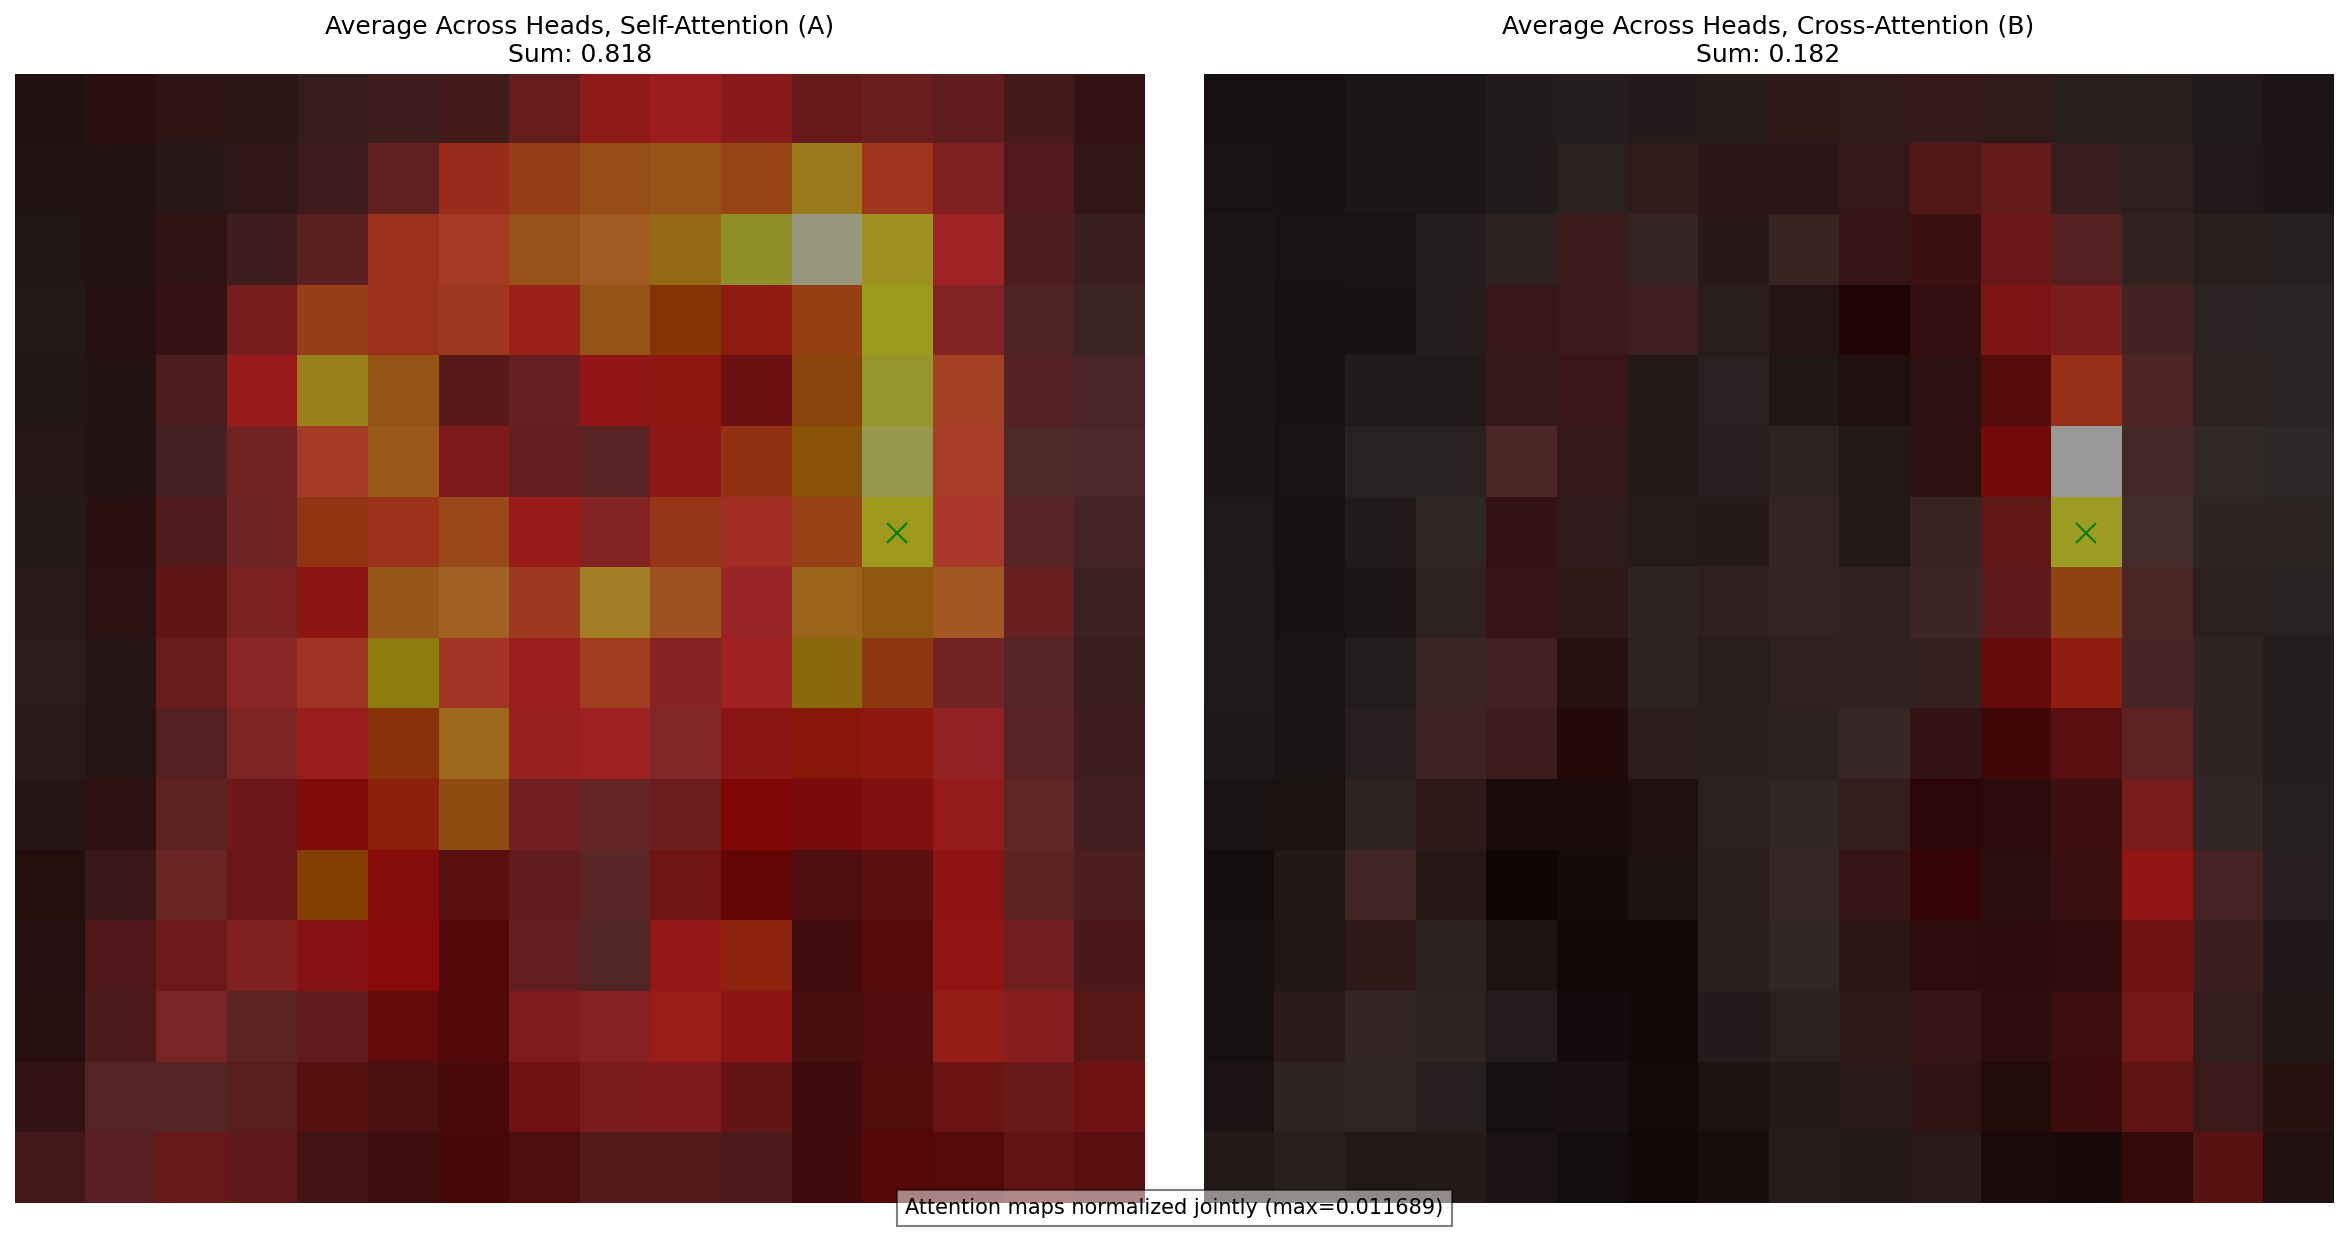 Average Across Heads, Self-Attention (A)
Sum: 0.818
Average Across Heads, Cross-Attention (B)
Sum: 0.182
Attention maps normalized jointly (max=0.011689)